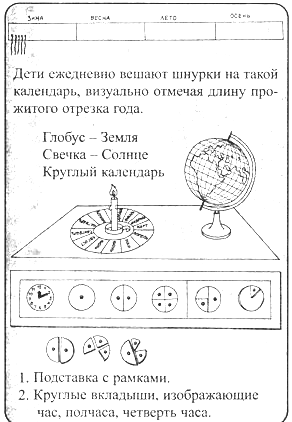 ЗИМА ВЕСНА ЛЕТО ОСЕНЬ
Дети ежедневно вешают шнурки на такой
календарь, визуально отмечая длину про-
житого отрезка года.
Глобус – Земля
Свечка – Солнце
Круглый календарь
1. Подставка с рамками.
2. Круглые вкладыши, изображающие
час, полчаса, четверть часа.